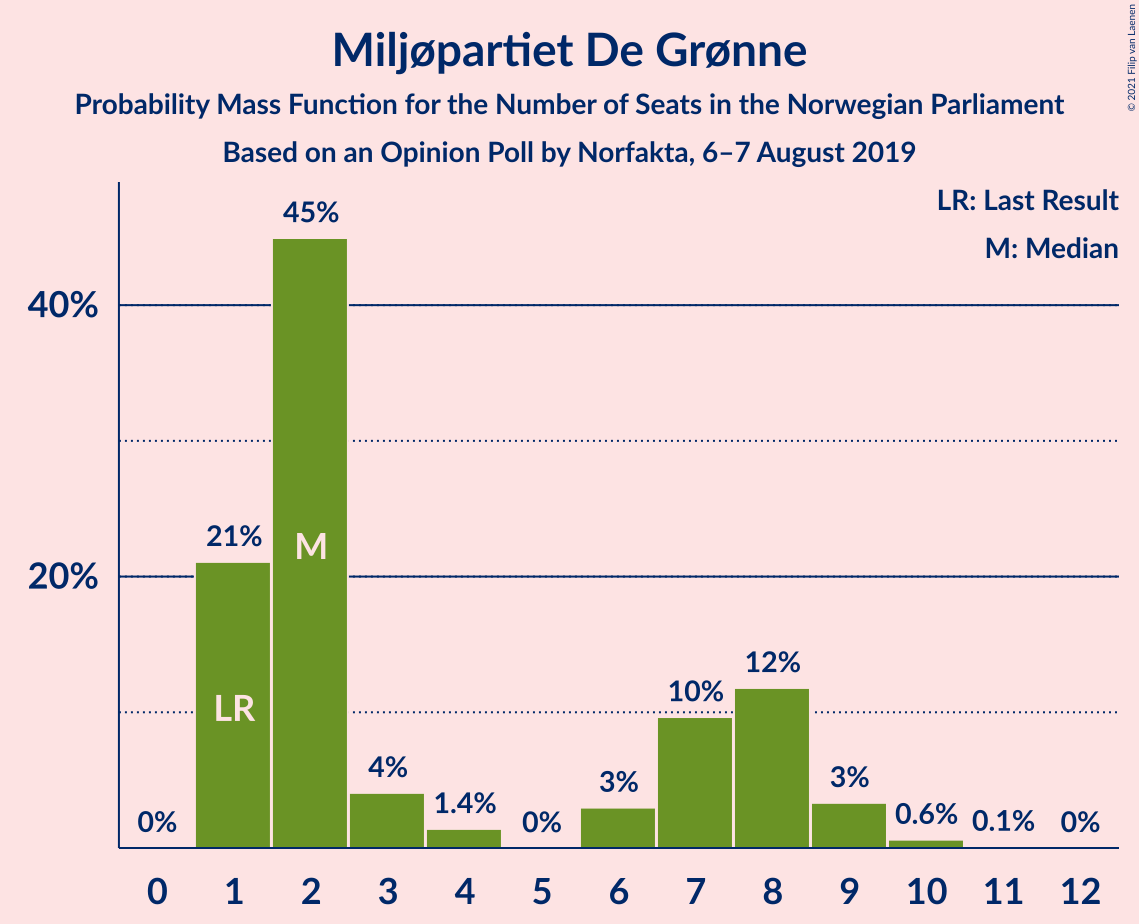 Miljøpartiet De Grønne
Probability Mass Function for the Number of Seats in the Norwegian Parliament
Based on an Opinion Poll by Norfakta, 6–7 August 2019
© 2021 Filip van Laenen
LR: Last Result
M: Median
45%
40%
21%
M
20%
12%
10%
LR
4%
3%
3%
1.4%
0.6%
0%
0%
0.1%
0%
0 1 2 3 4 5 6 7 8 9 10 11 12